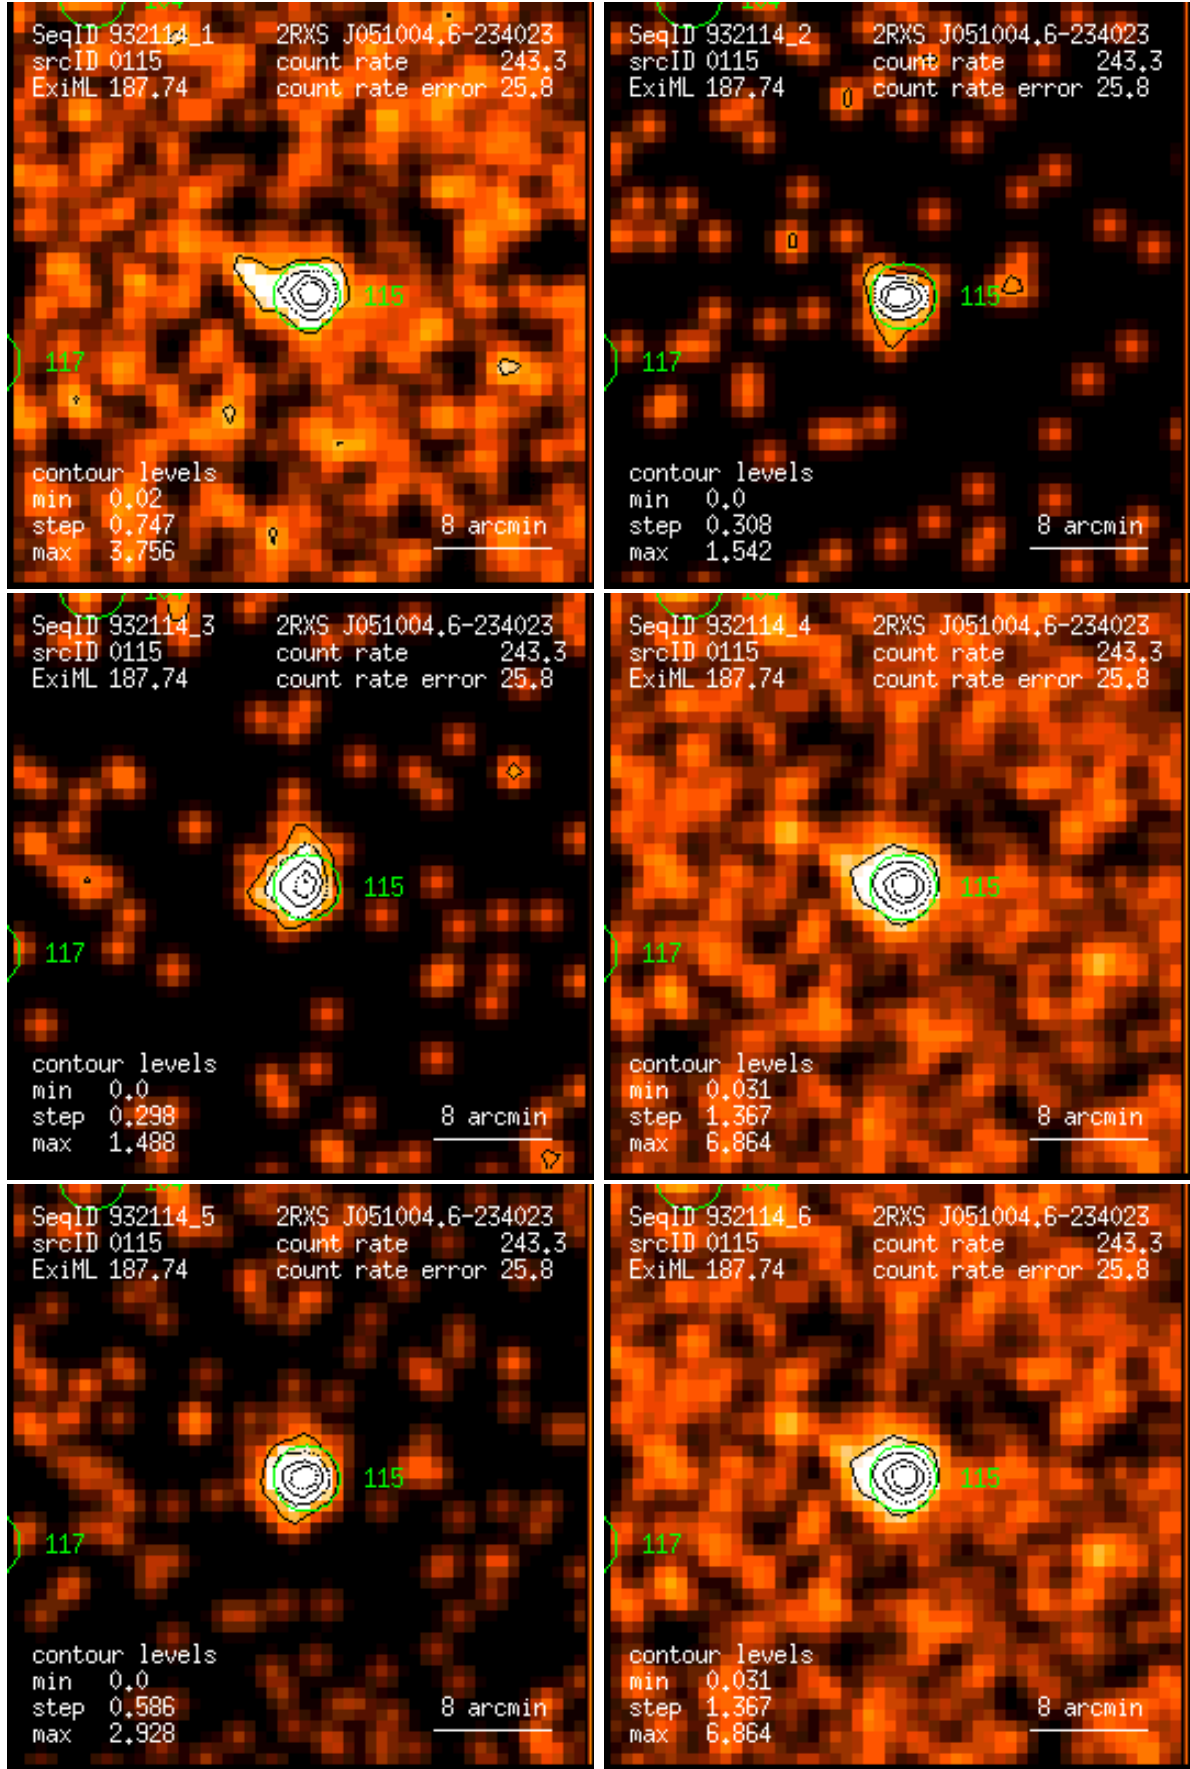 104
SeqID 932114_1 2RXS J051004.6-234023
srcID 0115 count rate 243.3
ExiML 187.74 count rate error 25.8
115
117
contour levels
min 0.02
step 0.747 8 arcmin
max 3.756
104
SeqID 932114_2 2RXS J051004.6-234023
srcID 0115 count rate 243.3
ExiML 187.74 count rate error 25.8
115
117
contour levels
min 0.0
step 0.308 8 arcmin
max 1.542
104
SeqID 932114_3 2RXS J051004.6-234023
srcID 0115 count rate 243.3
ExiML 187.74 count rate error 25.8
115
117
contour levels
min 0.0
step 0.298 8 arcmin
max 1.488
104
SeqID 932114_4 2RXS J051004.6-234023
srcID 0115 count rate 243.3
ExiML 187.74 count rate error 25.8
115
117
contour levels
min 0.031
step 1.367 8 arcmin
max 6.864
104
SeqID 932114_5 2RXS J051004.6-234023
srcID 0115 count rate 243.3
ExiML 187.74 count rate error 25.8
115
117
contour levels
min 0.0
step 0.586 8 arcmin
max 2.928
104
SeqID 932114_6 2RXS J051004.6-234023
srcID 0115 count rate 243.3
ExiML 187.74 count rate error 25.8
115
117
contour levels
min 0.031
step 1.367 8 arcmin
max 6.864